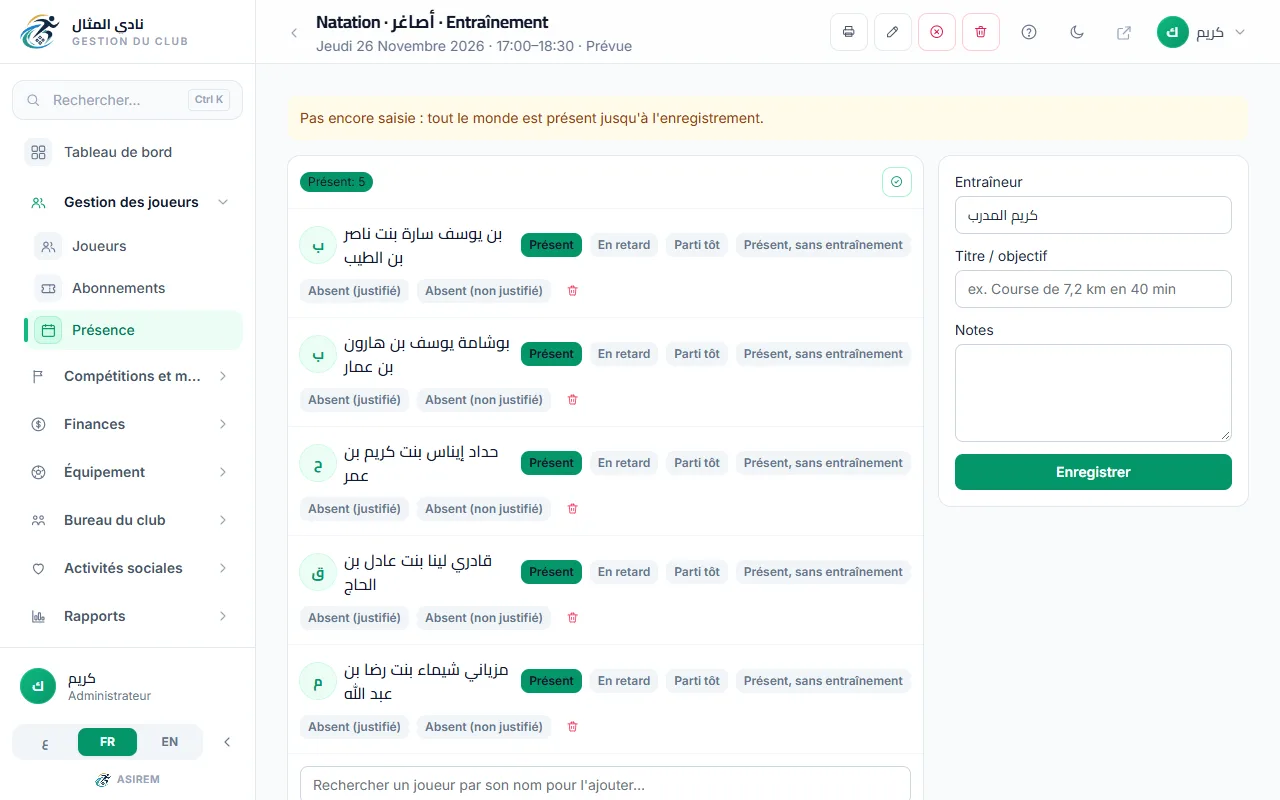 نادي المثال
GESTION DU CLUB
Rechercher...
Ctrl K
Tableau de bord
Gestion des joueurs
Joueurs
Abonnements
Présence
Compétitions et m...
Finances
Équipement
Bureau du club
Activités sociales
Rapports
ك
كريم
Administrateur
ع
FR
EN
ASIREM
Natation · أصاغر · Entraînement
Jeudi 26 Novembre 2026 · 17:00–18:30 · Prévue
ك
كريم
Pas encore saisie : tout le monde est présent jusqu'à l'enregistrement.
Présent: 5
ب
بن يوسف سارة بنت ناصر
بن الطيب
Présent
En retard
Parti tôt
Présent, sans entraînement
Absent (justifié)
Absent (non justifié)
ب
بوشامة يوسف بن هارون
بن عمار
Présent
En retard
Parti tôt
Présent, sans entraînement
Absent (justifié)
Absent (non justifié)
ح
حداد إيناس بنت كريم بن
عمر
Présent
En retard
Parti tôt
Présent, sans entraînement
Absent (justifié)
Absent (non justifié)
ق
قادري لينا بنت عادل بن
الحاج
Présent
En retard
Parti tôt
Présent, sans entraînement
Absent (justifié)
Absent (non justifié)
م
مزياني شيماء بنت رضا بن
عبد الله
Présent
En retard
Parti tôt
Présent, sans entraînement
Absent (justifié)
Absent (non justifié)
Rechercher un joueur par son nom pour l'ajouter...
Entraîneur
كريم المدرب
Titre / objectif
ex. Course de 7,2 km en 40 min
Notes
Enregistrer